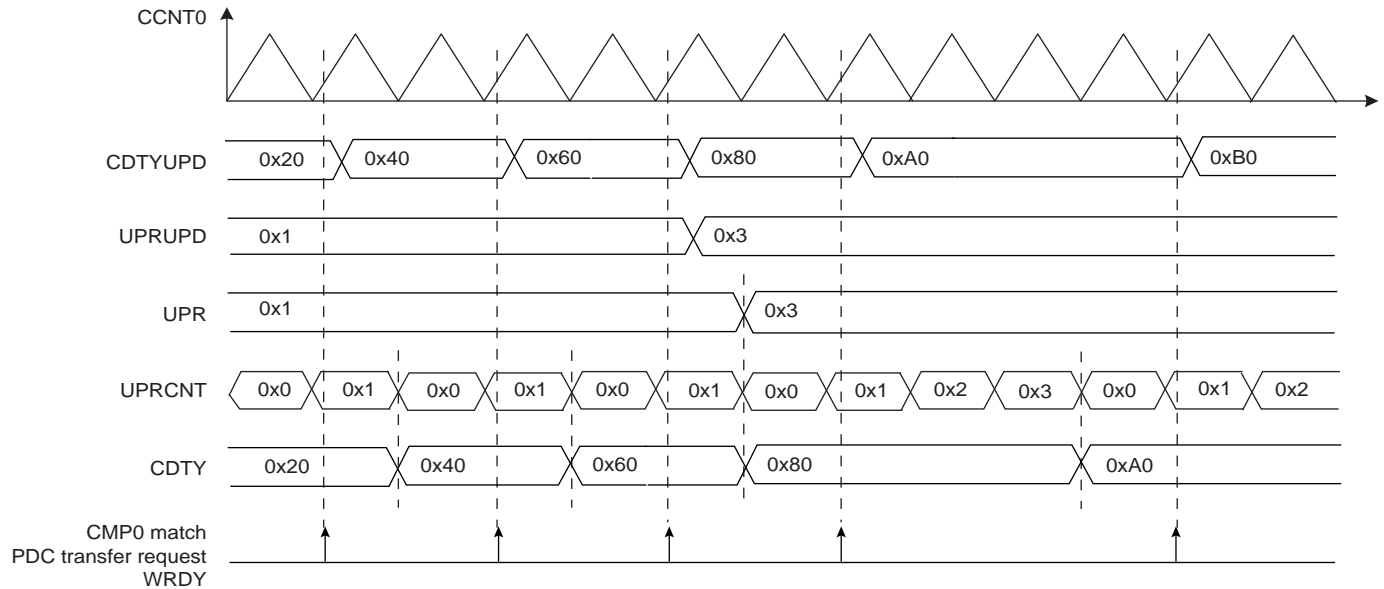 CCNT0
CDTYUPD 0x20 0x40 0x60 0x80 0xA0 0xB0
UPRUPD 0x1 0x3
UPR 0x1 0x3
UPRCNT 0x0 0x1 0x0 0x1 0x0 0x1 0x0 0x1 0x2 0x3 0x0 0x1 0x2
CDTY 0x20 0x40 0x60 0x80 0xA0
CMP0 match
PDC transfer request
WRDY